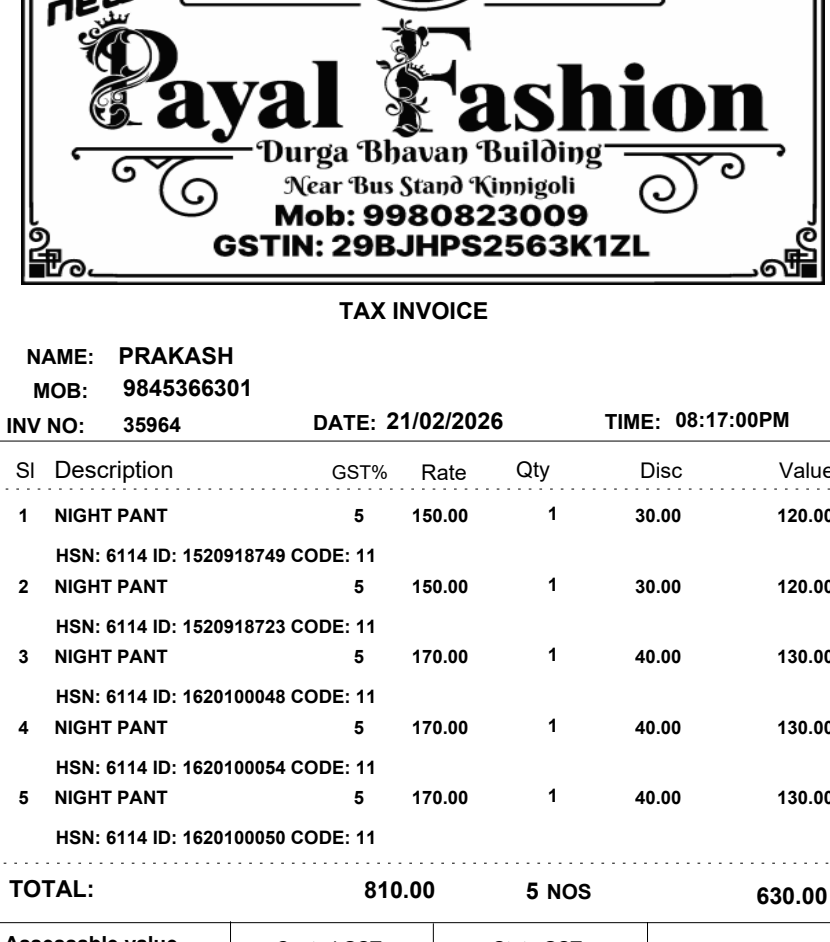 new
Payal Fashion
Durga Bhavan Building
Near Bus Stand Kinnigoli
Mob: 9980823009
GSTIN: 29BJHPS2563K1ZL
TAX INVOICE
NAME: PRAKASH
MOB: 9845366301
INV NO: 35964 DATE: 21/02/2026 TIME: 08:17:00PM
Sl Description GST% Rate Qty Disc Value
1 NIGHT PANT 5 150.00 1 30.00 120.00
HSN: 6114 ID: 1520918749 CODE: 11
2 NIGHT PANT 5 150.00 1 30.00 120.00
HSN: 6114 ID: 1520918723 CODE: 11
3 NIGHT PANT 5 170.00 1 40.00 130.00
HSN: 6114 ID: 1620100048 CODE: 11
4 NIGHT PANT 5 170.00 1 40.00 130.00
HSN: 6114 ID: 1620100054 CODE: 11
5 NIGHT PANT 5 170.00 1 40.00 130.00
HSN: 6114 ID: 1620100050 CODE: 11
TOTAL: 810.00 5 NOS 630.00